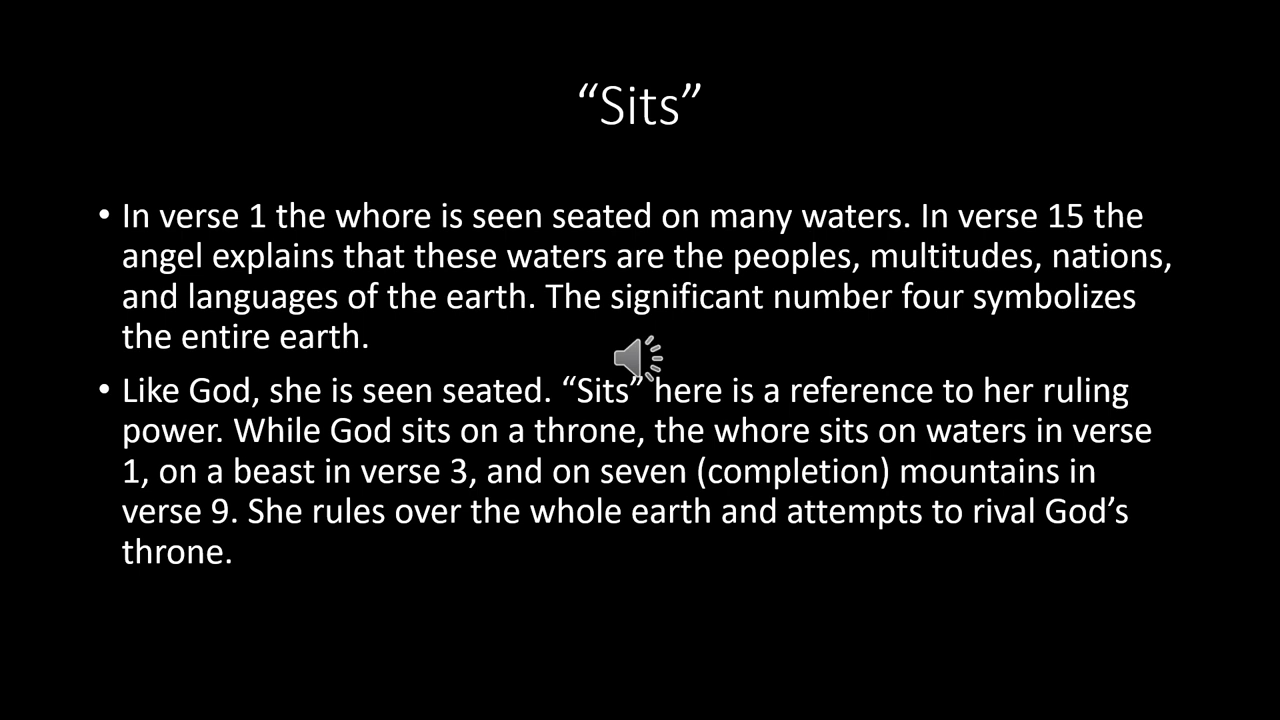 “Sits”
• In verse 1 the whore is seen seated on many waters. In verse 15 the
angel explains that these waters are the peoples, multitudes, nations,
and languages of the earth. The significant number four symbolizes
the entire earth.
• Like God, she is seen seated. “Sits” here is a reference to her ruling
power. While God sits on a throne, the whore sits on waters in verse
1, on a beast in verse 3, and on seven (completion) mountains in
verse 9. She rules over the whole earth and attempts to rival God’s
throne.